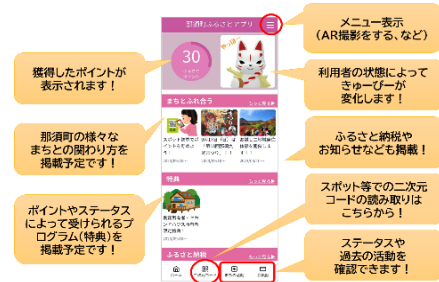 メニュー表示
(AR撮影をする、など)
獲得したポイントが
表示されます!
利用者の状態によって
きゅーびーが
変化します!
那須町の様々な
まちとの関わり方を
掲載予定です!
ふるさと納税や
お知らせなども掲載!
ポイントやステータス
によって受けられるプ
ログラム(特典)を
掲載予定です!
スポット等での二次元
コードの読み取りは
こちらから!
ステータスや
過去の活動を
確認できます!
那須町ふるさとアプリ
30
まちとふれ合う
特典
ふるさと納税
ホーム